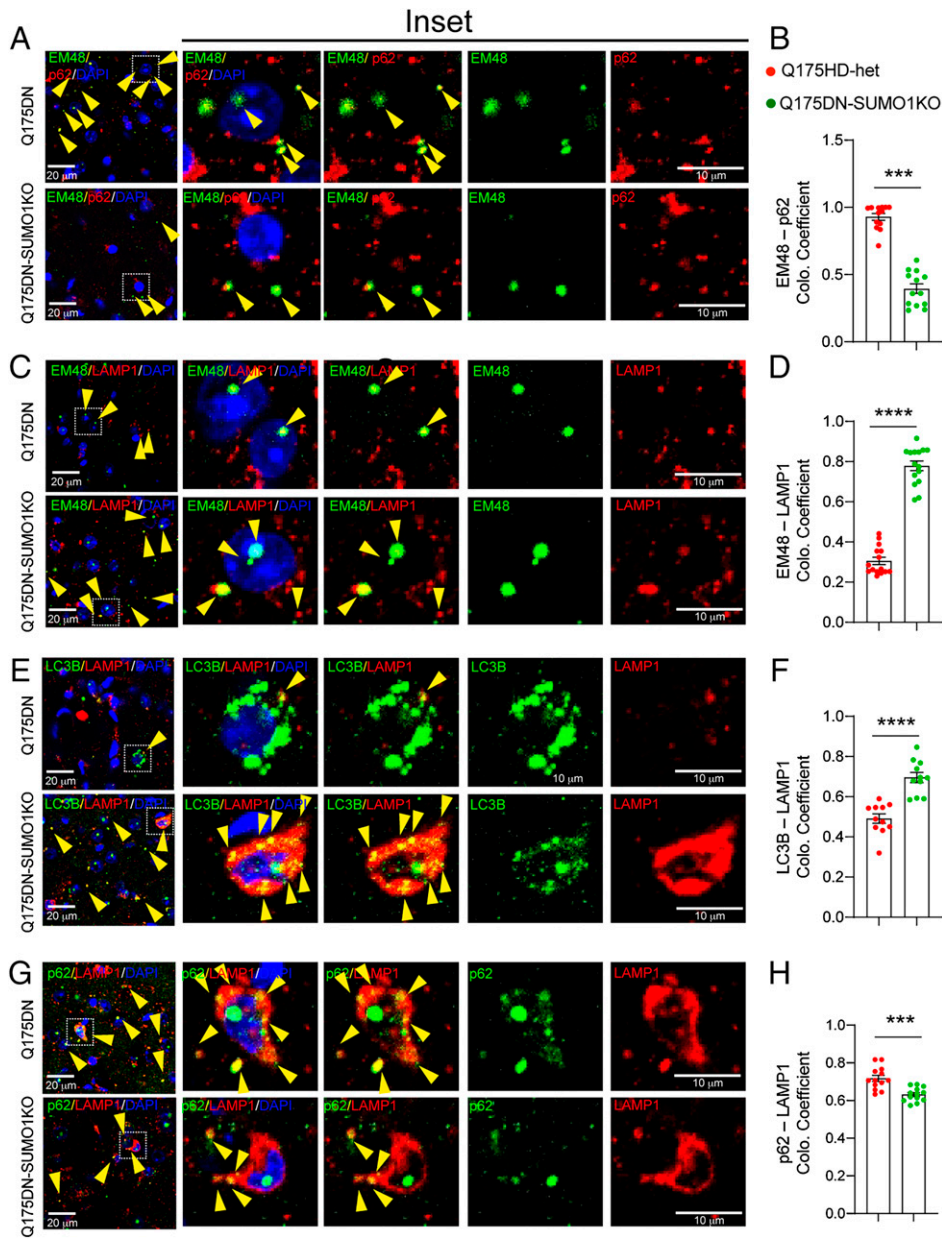 Inset
A
B
Q175HD-het
Q175DN-SUMO1KO
Q175DN
EM48/
p62/DAPI
20 μm
EM48/
p62/DAPI
EM48/ p62
EM48
p62
10 μm
Q175DN-SUMO1KO
EM48/p62/DAPI
20 μm
EM48/p62/DAPI
EM48/ p62
EM48
p62
10 μm
EM48 – p62
Colo. Coefficient
***
1.5
1.0
0.5
0.0
C
D
Q175DN
EM48/LAMP1/DAPI
20 μm
EM48/LAMP1/DAPI
EM48/LAMP1
EM48
LAMP1
10 μm
Q175DN-SUMO1KO
EM48/LAMP1/DAPI
20 μm
EM48/LAMP1/DAPI
EM48/LAMP1
EM48
LAMP1
10 μm
EM48 – LAMP1
Colo. Coefficient
****
1.0
0.8
0.6
0.4
0.2
0.0
E
F
Q175DN
LC3B/LAMP1/DAPI
20 μm
LC3B/LAMP1/DAPI
LC3B/LAMP1
LC3B
10 μm
LAMP1
10 μm
Q175DN-SUMO1KO
LC3B/LAMP1/DAPI
20 μm
LC3B/LAMP1/DAPI
LC3B/LAMP1
LC3B
LAMP1
10 μm
LC3B – LAMP1
Colo. Coefficient
****
1.0
0.8
0.6
0.4
0.2
0.0
G
H
Q175DN
p62/LAMP1/DAPI
20 μm
p62/LAMP1/DAPI
p62/LAMP1
p62
LAMP1
10 μm
Q175DN-SUMO1KO
p62/LAMP1/DAPI
20 μm
p62/LAMP1/DAPI
p62/LAMP1
p62
LAMP1
10 μm
p62 – LAMP1
Colo. Coefficient
***
1.0
0.8
0.6
0.4
0.2
0.0